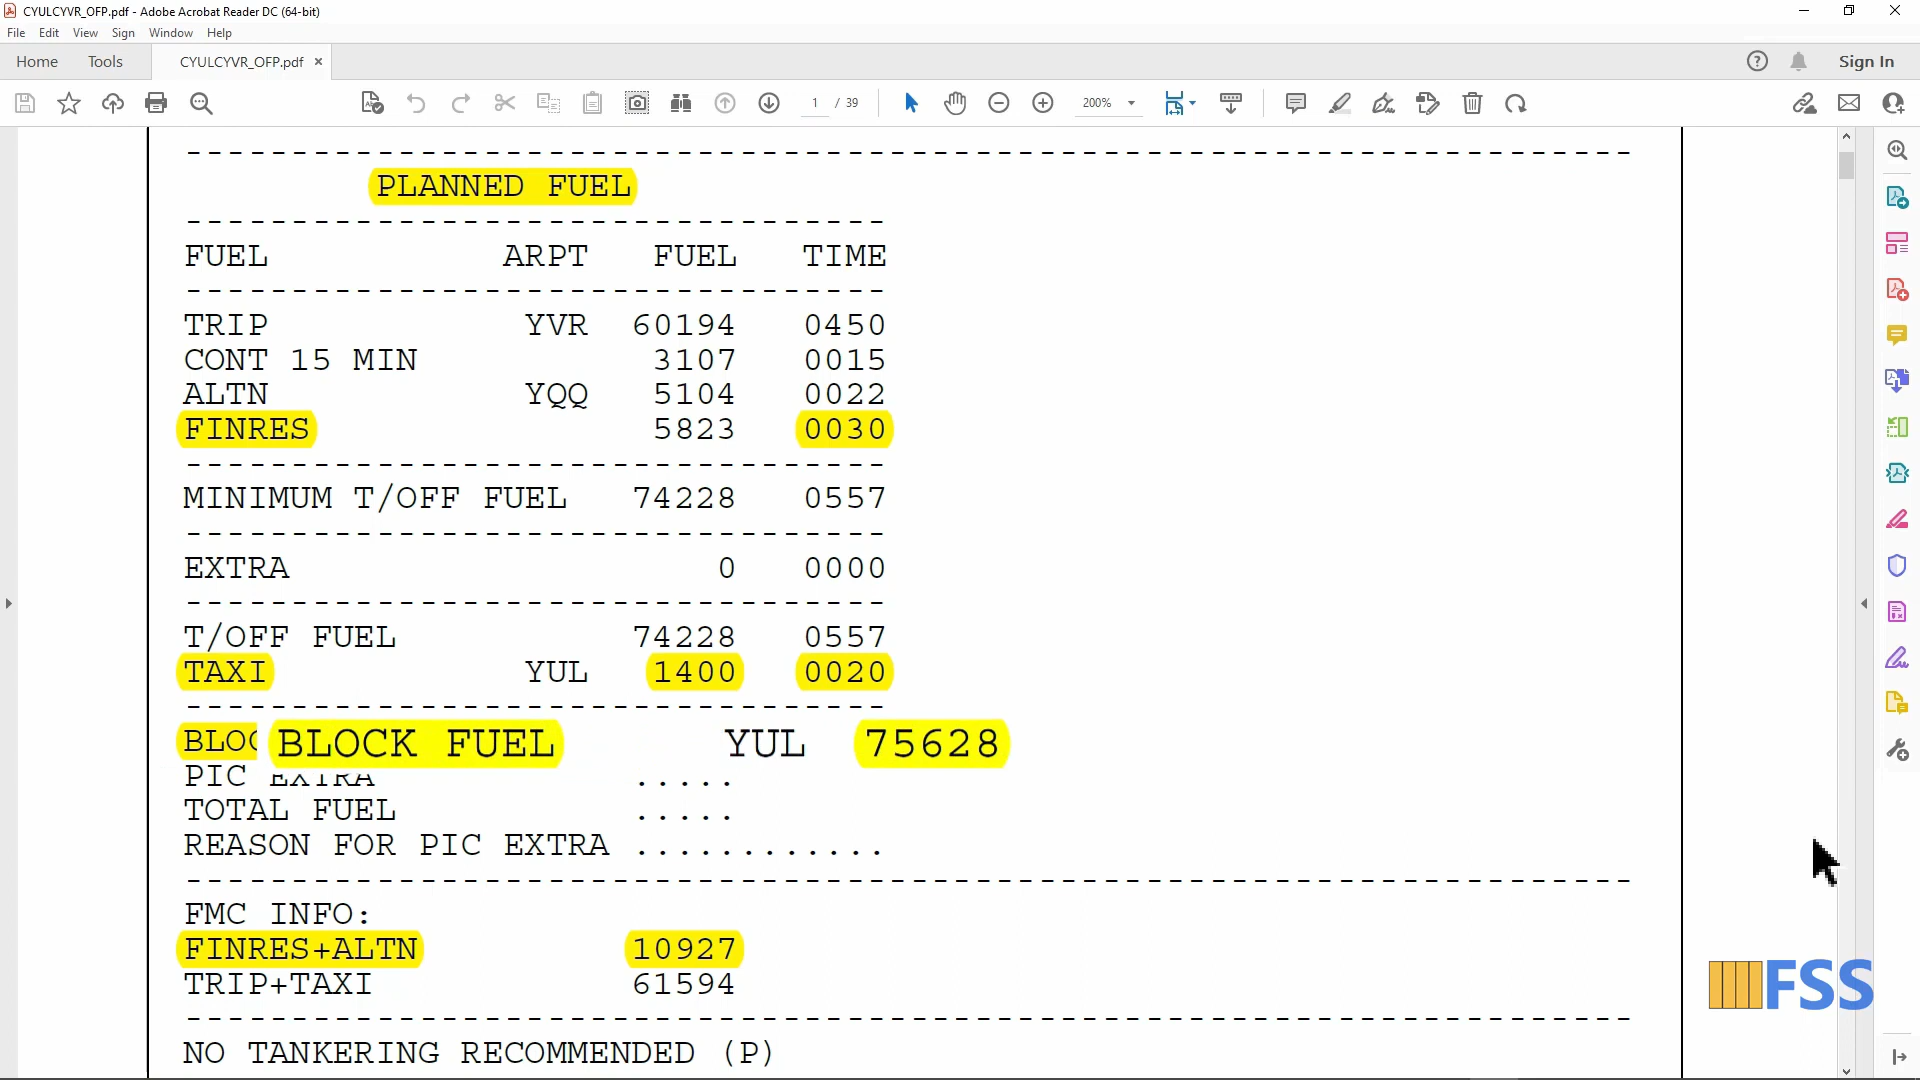 CYULCYVR_OFP.pdf - Adobe Acrobat Reader DC (64-bit)
File Edit View Sign Window Help
Home Tools CYULCYVR_OFP.pdf × Sign In
1 / 39 200%
PLANNED FUEL
FUEL ARPT FUEL TIME
TRIP YVR 60194 0450
CONT 15 MIN 3107 0015
ALTN YQQ 5104 0022
FINRES 5823 0030
MINIMUM T/OFF FUEL 74228 0557
EXTRA 0 0000
T/OFF FUEL 74228 0557
TAXI YUL 1400 0020
BLOC BLOCK FUEL YUL 75628
PIC EXTRA .....
TOTAL FUEL .....
REASON FOR PIC EXTRA ............
FMC INFO:
FINRES+ALTN 10927
TRIP+TAXI 61594
NO TANKERING RECOMMENDED (P)
FSS